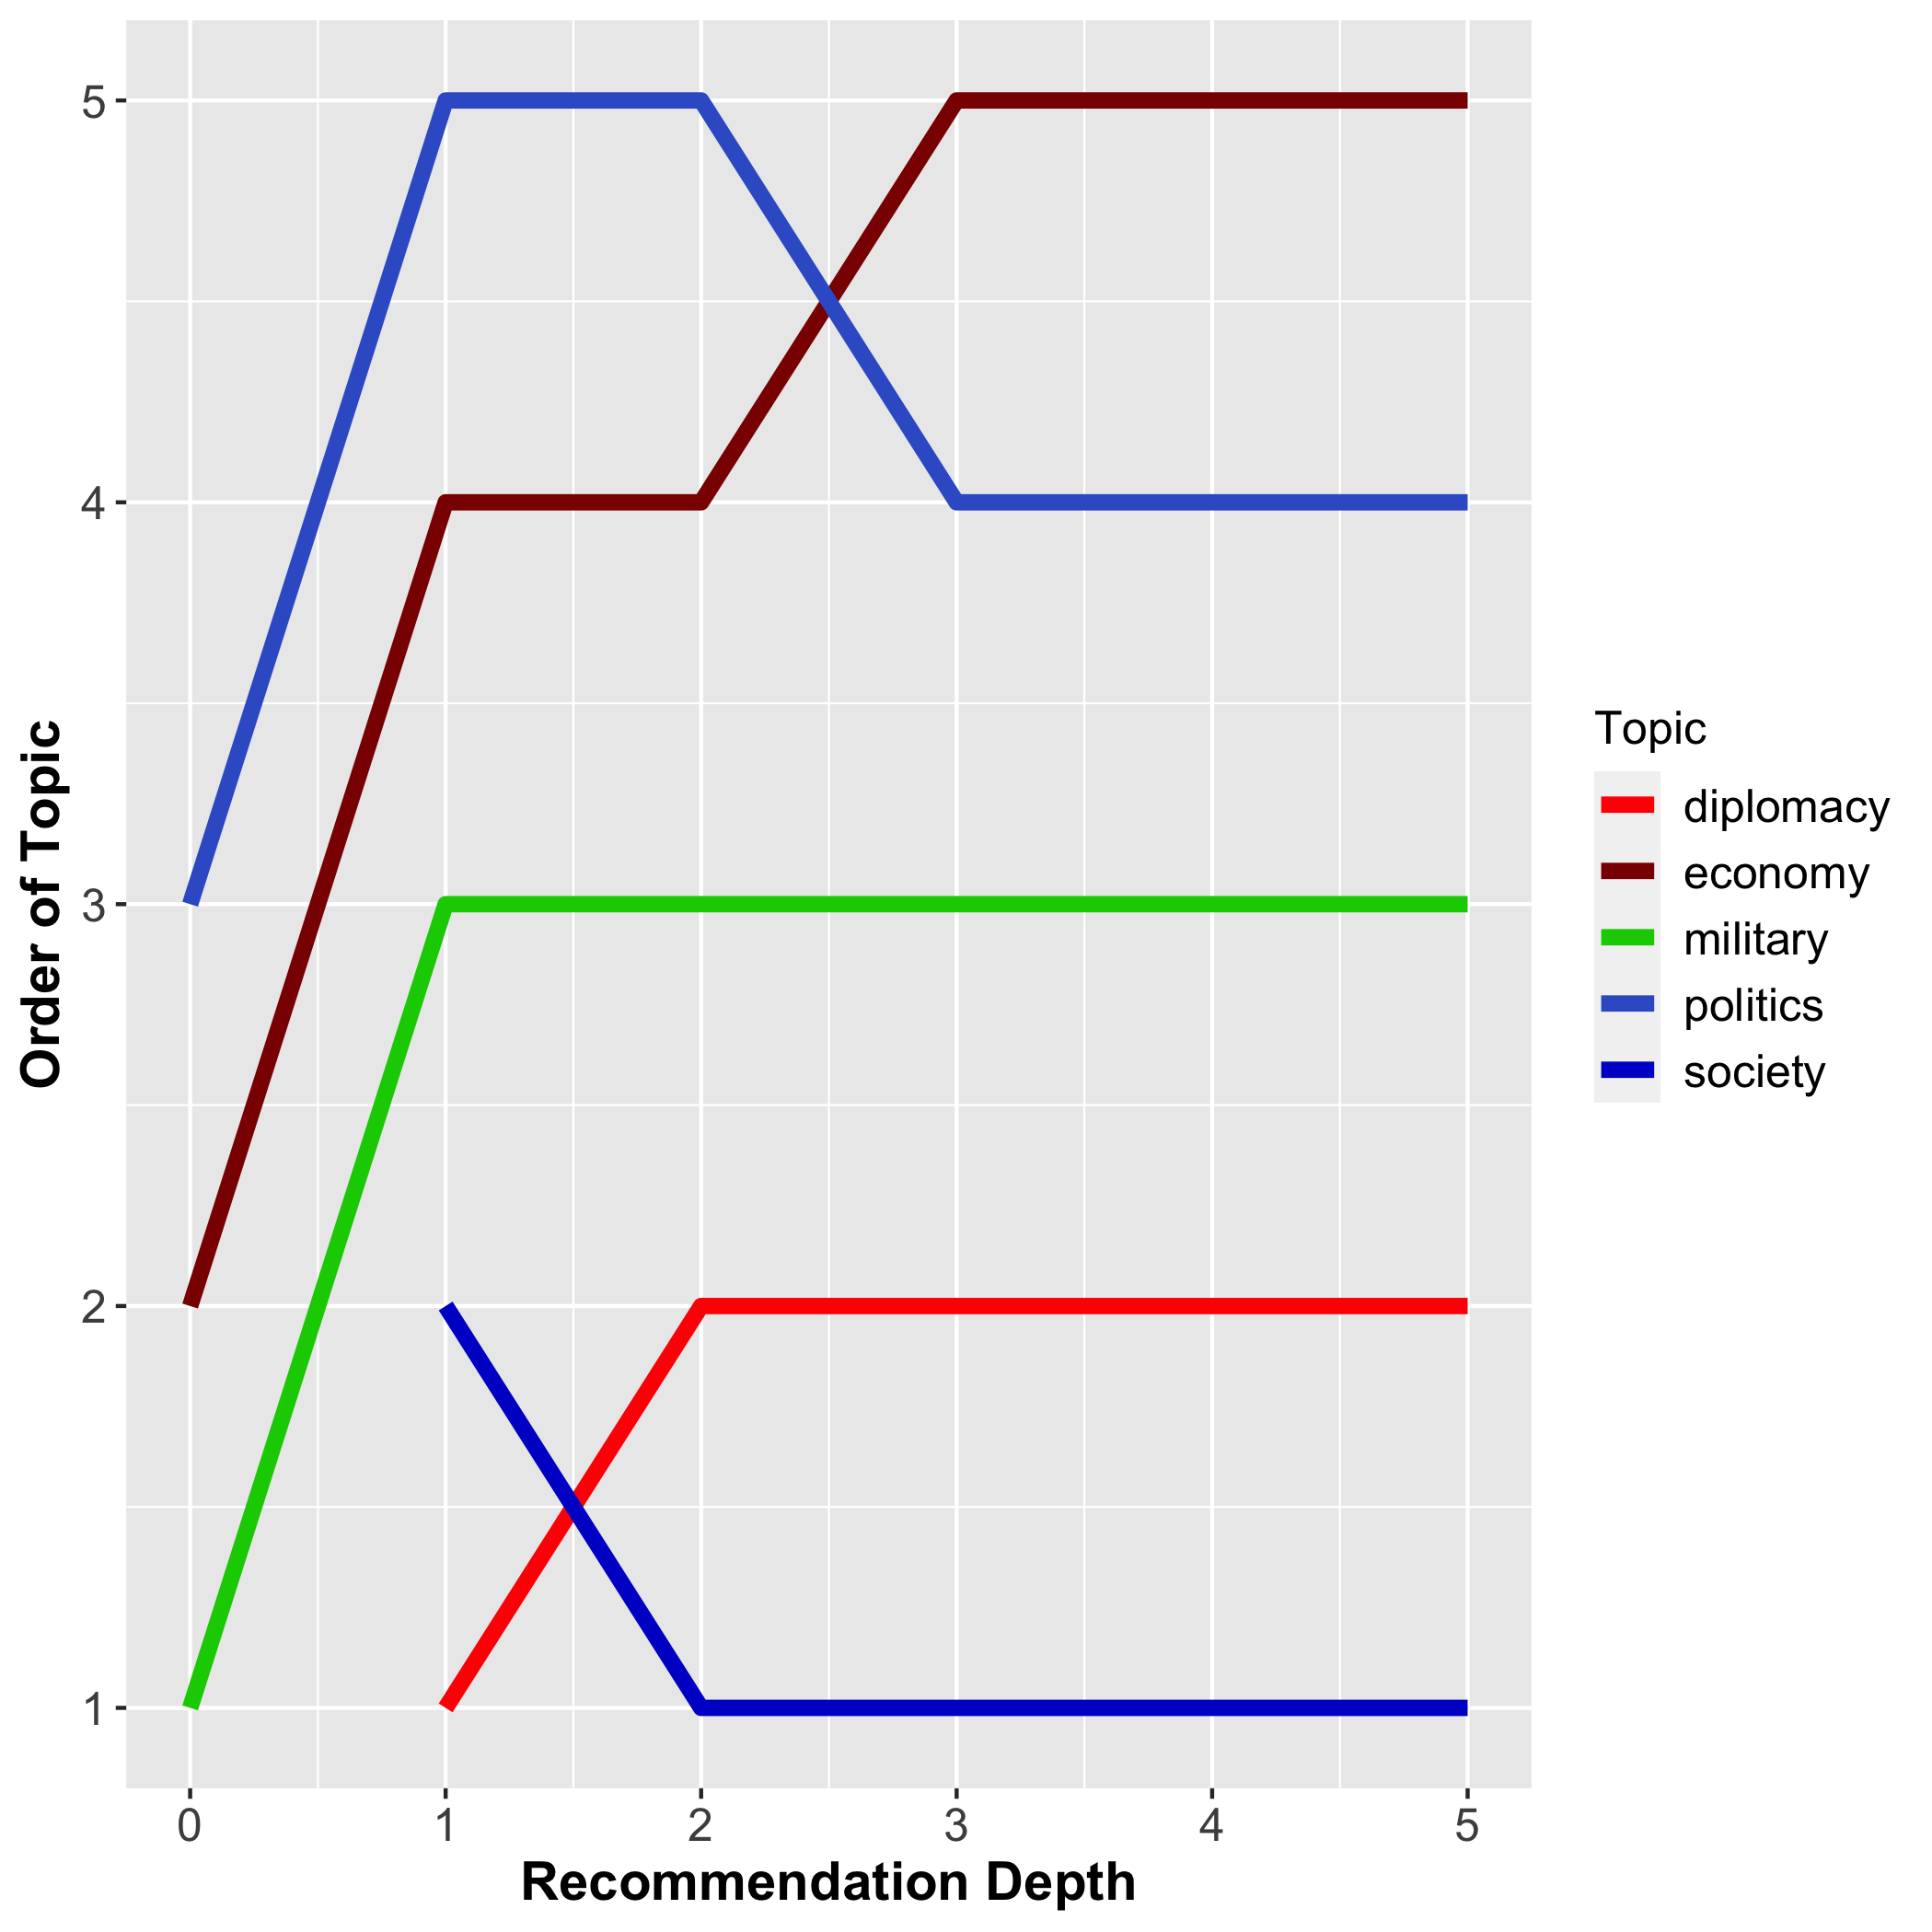 5
4
3
2
1
Order of Topic
0 1 2 3 4 5
Recommendation Depth
Topic
diplomacy
economy
military
politics
society